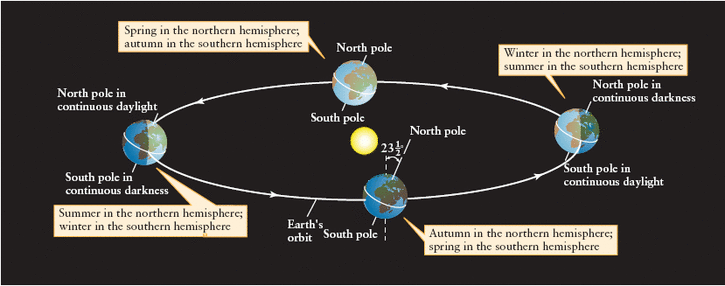 Spring in the northern hemisphere;
autumn in the southern hemisphere
North pole
Winter in the northern hemisphere;
summer in the southern hemisphere
North pole in
continuous daylight
North pole in
continuous darkness
South pole
North pole
23½
South pole in
continuous darkness
South pole in
continuous daylight
Summer in the northern hemisphere;
winter in the southern hemisphere
Earth's
orbit
South pole
Autumn in the northern hemisphere;
spring in the southern hemisphere